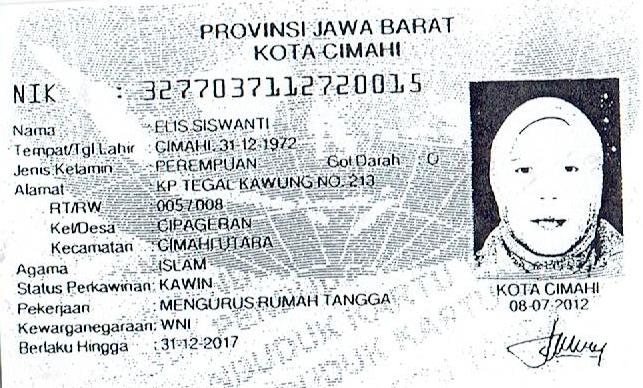 PROVINSI JAWA BARAT
KOTA CIMAHI
NIK : 3277037112720015
Nama : ELIS SISWANTI
Tempat/Tgl Lahir : CIMAHI, 31-12-1972
Jenis Kelamin : PEREMPUAN Gol Darah O
Alamat : KP TEGAL KAWUNG NO. 213
RT/RW : 005 / 008
Kel/Desa : CIPAGERAN
Kecamatan : CIMAHI UTARA
Agama : ISLAM
Status Perkawinan: KAWIN
Pekerjaan : MENGURUS RUMAH TANGGA
Kewarganegaraan: WNI
Berlaku Hingga : 31-12-2017
KOTA CIMAHI
08-07-2012